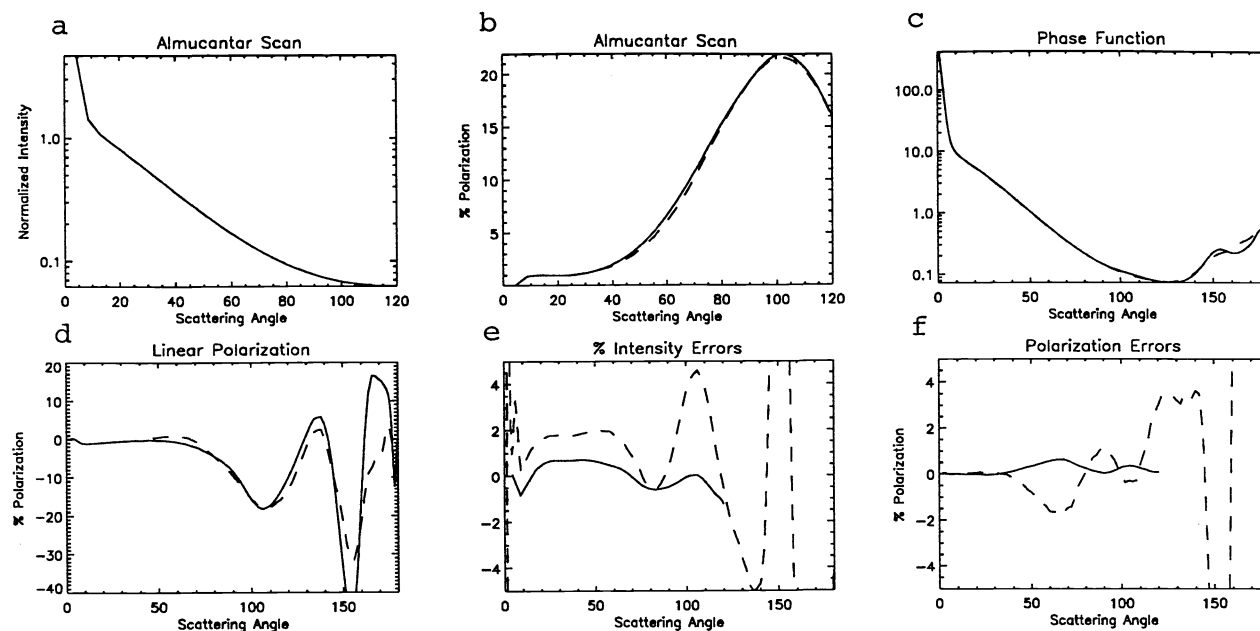 a
Almucantar Scan
Normalized Intensity
1.0
0.1
0 20 40 60 80 100 120
Scattering Angle
b
Almucantar Scan
% Polarization
20
15
10
5
0 20 40 60 80 100 120
Scattering Angle
c
Phase Function
100.0
10.0
1.0
0.1
0 50 100 150
Scattering Angle
d
Linear Polarization
% Polarization
20
10
0
-10
-20
-30
-40
0 50 100 150
Scattering Angle
e
% Intensity Errors
4
2
0
-2
-4
0 50 100 150
Scattering Angle
f
Polarization Errors
% Polarization
4
2
0
-2
-4
0 50 100 150
Scattering Angle